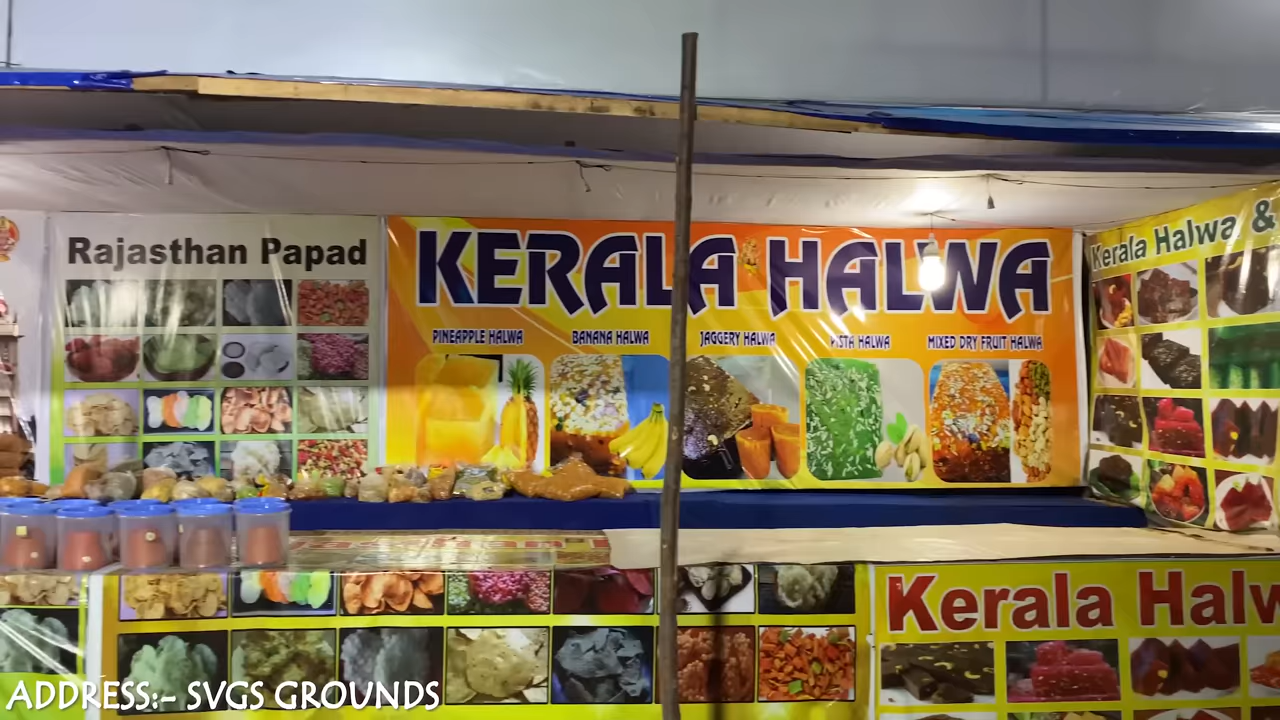 Rajasthan Papad
KERALA HALWA
PINEAPPLE HALWA
BANANA HALWA
JAGGERY HALWA
PISTA HALWA
MIXED DRY FRUIT HALWA
Kerala Halwa &
Kerala Halw
ADDRESS:- SVGS GROUNDS